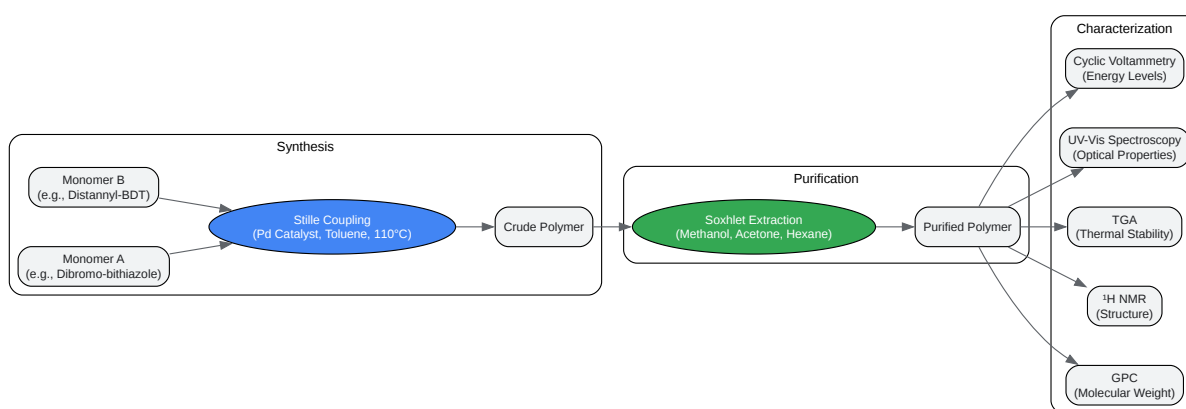 Synthesis
Monomer B
(e.g., Distannyl-BDT)
Monomer A
(e.g., Dibromo-bithiazole)
Stille Coupling
(Pd Catalyst, Toluene, 110°C)
Crude Polymer
Purification
Soxhlet Extraction
(Methanol, Acetone, Hexane)
Purified Polymer
Characterization
Cyclic Voltammetry
(Energy Levels)
UV-Vis Spectroscopy
(Optical Properties)
TGA
(Thermal Stability)
¹H NMR
(Structure)
GPC
(Molecular Weight)